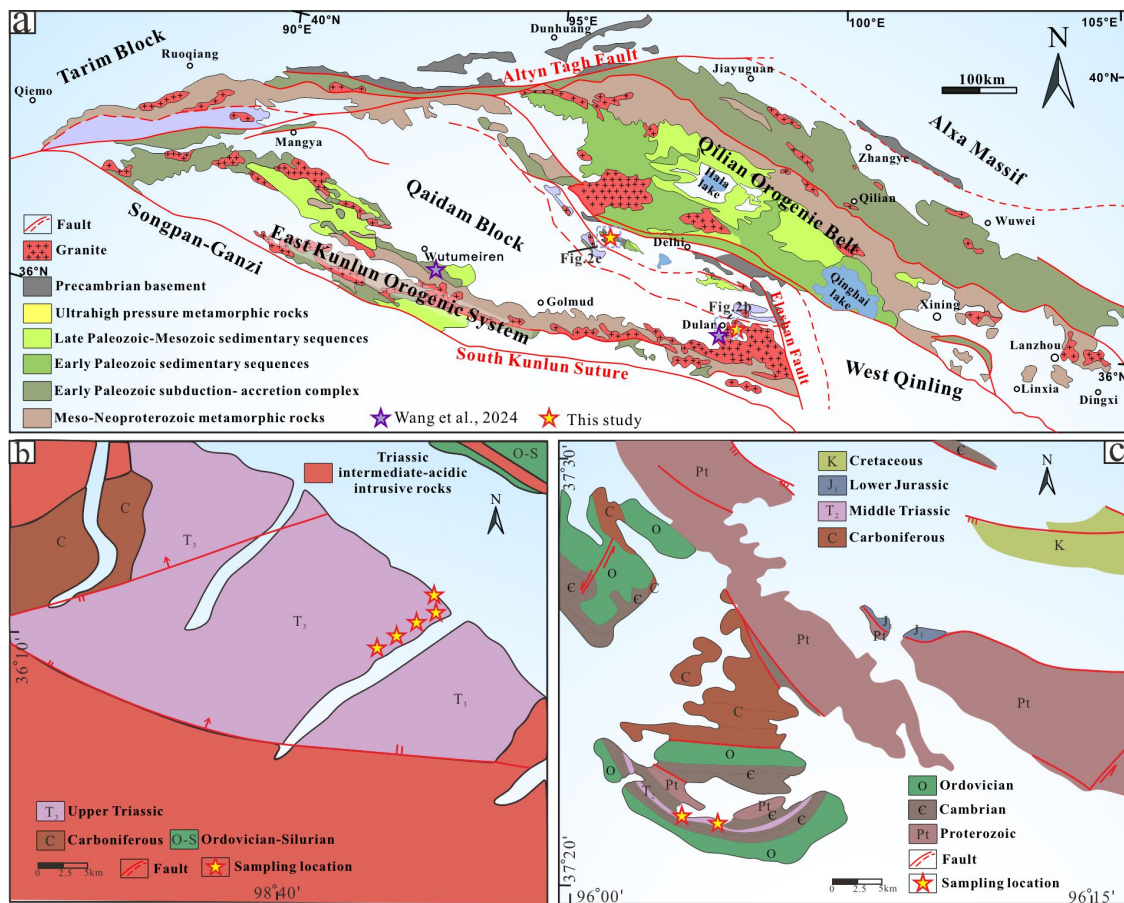 a
90°E
95°E
100°E
105°E
Tarim Block
Ruoqiang
Dunhuang
N
Qiemo
Altyn Tagh Fault
Jiayuguan
100km
40°N
Mangya
Alxa Massif
Zhangye
Qilian Orogenic Belt
Hala
lake
Qilian
Qaidam Block
Wuwei
Songpan-Ganzi
Fault
Granite
Delhi
Fig.2c
36°N
East Kunlun Orogenic System
Wutumeiren
Qinghai
lake
Xining
Precambrian basement
Ultrahigh pressure metamorphic rocks
Golmud
Fig.2b
Elashan Fault
Late Paleozoic-Mesozoic sedimentary sequences
Dulan
Lanzhou
Early Paleozoic sedimentary sequences
South Kunlun Suture
West Qinling
36°N
Early Paleozoic subduction- accretion complex
Linxia
Dingxi
Meso-Neoproterozoic metamorphic rocks
Wang et al., 2024
This study
b
Triassic
intermediate-acidic
intrusive rocks
O-S
N
C
C
T3
T3
T3
36°10'
T3 Upper Triassic
C Carboniferous
O-S Ordovician-Silurian
0 2.5 5km
Fault
Sampling location
98°40'
c
37°30'
Pt
Є
K Cretaceous
J1 Lower Jurassic
T2 Middle Triassic
C Carboniferous
N
K
C
O
O
Є
C
Є
J1
Pt
J1
Pt
Pt
C
C
O
Є
O
Pt
T2
Pt
Є
Є
O
O Ordovician
Є Cambrian
Pt Proterozoic
Fault
Sampling location
0 2.5 5km
37°20'
96°00'
96°15'